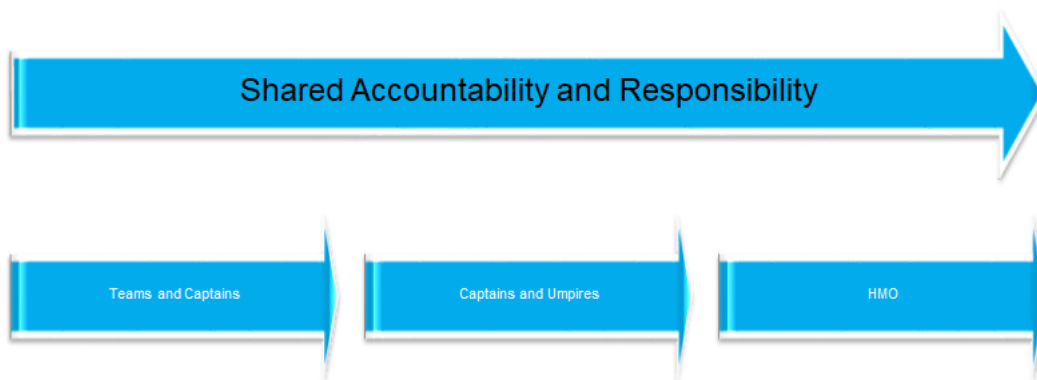 Shared Accountability and Responsibility
Teams and Captains
Captains and Umpires
HMO